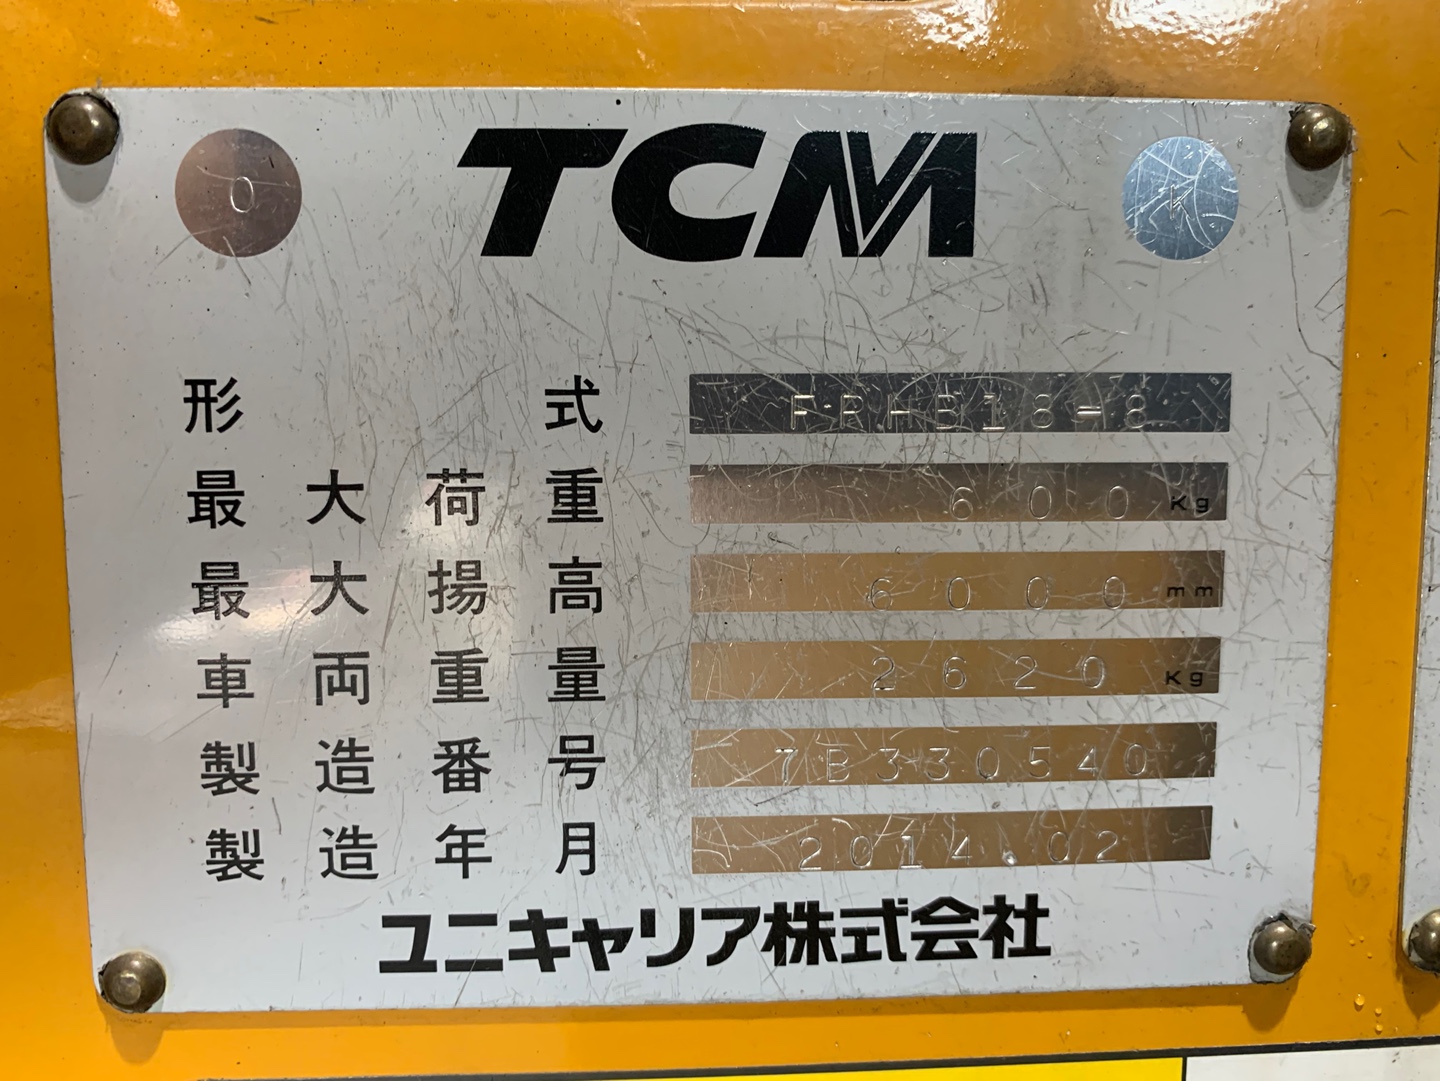 0 TCM K
形式 FRHB18-8
最大荷重 600 Kg
最大揚高 6000 mm
車両重量 2620 Kg
製造番号 7B330540
製造年月 2014.02
ユニキャリア株式会社